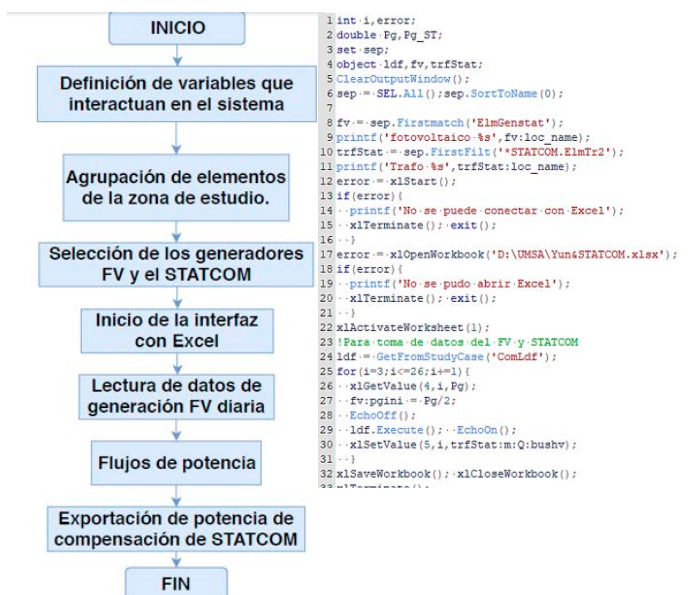 INICIO
Definición de variables que
interactuan en el sistema
Agrupación de elementos
de la zona de estudio.
Selección de los generadores
FV y el STATCOM
Inicio de la interfaz
con Excel
Lectura de datos de
generación FV diaria
Flujos de potencia
Exportación de potencia de
compensación de STATCOM
FIN
1 int i,error;
2 double Pg,Pg_ST;
3 set sep;
4 object ldf,fv,trfStat;
5 ClearOutputWindow();
6 sep = SEL.All();sep.SortToName(0);
7
8 fv = sep.Firstmatch('ElmGenstat');
9 printf('fotovoltaico %s',fv:loc_name);
10 trfStat = sep.FirstFilt('*STATCOM.ElmTr2');
11 printf('Trafo %s',trfStat:loc_name);
12 error = xlStart();
13 if(error){
14 printf('No se puede conectar con Excel');
15 xlTerminate(); exit();
16 }
17 error = xlOpenWorkbook('D:\UMSA\Yun&STATCOM.xlsx');
18 if(error){
19 printf('No se pudo abrir Excel');
20 xlTerminate(); exit();
21 }
22 xlActivateWorksheet(1);
23 !Para toma de datos del FV y STATCOM
24 ldf = GetFromStudyCase('ComLdf');
25 for(i=3;i<=26;i+=1){
26 xlGetValue(4,i,Pg);
27 fv:pgini = Pg/2;
28 EchoOff();
29 ldf.Execute(); EchoOn();
30 xlSetValue(5,i,trfStat:m:Q:bushv);
31 }
32 xlSaveWorkbook(); xlCloseWorkbook();